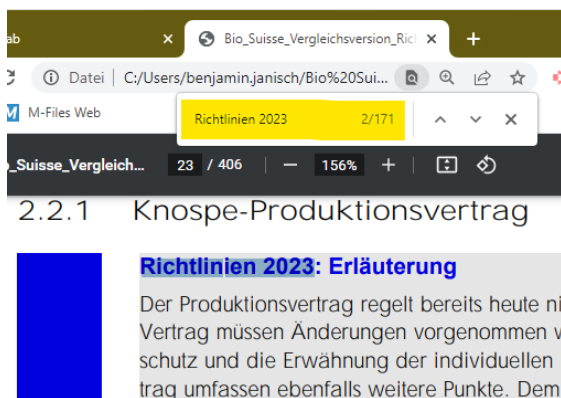 ab
Bio_Suisse_Vergleichsversion_Ric
Datei | C:/Users/benjamin.janisch/Bio%20Sui...
M-Files Web
Richtlinien 2023 2/171
o_Suisse_Vergleich... 23 / 406 156%
2.2.1 Knospe-Produktionsvertrag
Richtlinien 2023: Erläuterung
Der Produktionsvertrag regelt bereits heute ni
Vertrag müssen Änderungen vorgenommen
schutz und die Erwähnung der individuellen
trag umfassen ebenfalls weitere Punkte. Dem